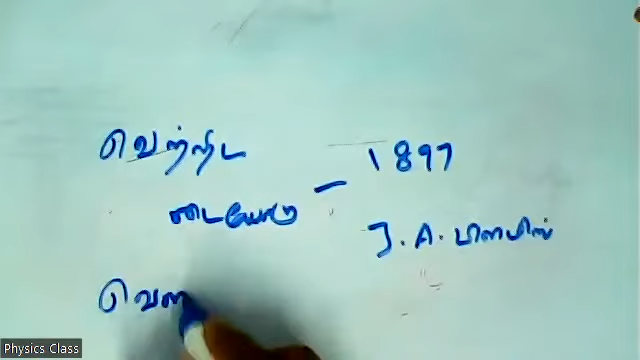 வெற்றிட
டையோடு – 1897
J. A. பிளமிங்
வெ
Physics Class